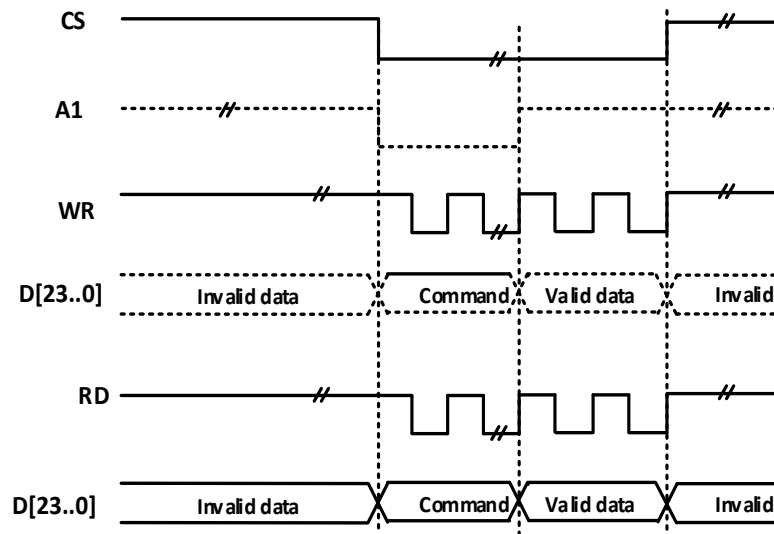 CS
A1
WR
D[23..0] Invalid data Command Valid data Invalid
RD
D[23..0] Invalid data Command Valid data Invalid